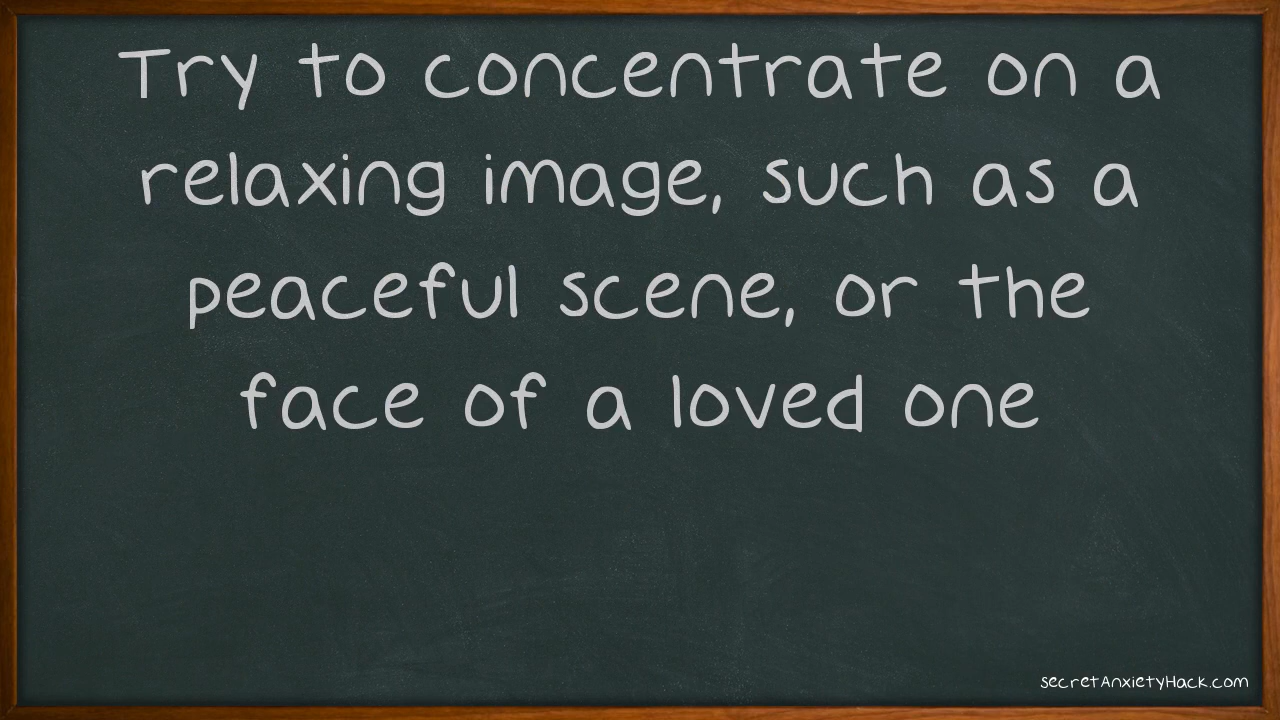 Try to concentrate on a
relaxing image, such as a
peaceful scene, or the
face of a loved one
secretAnxietyHack.com